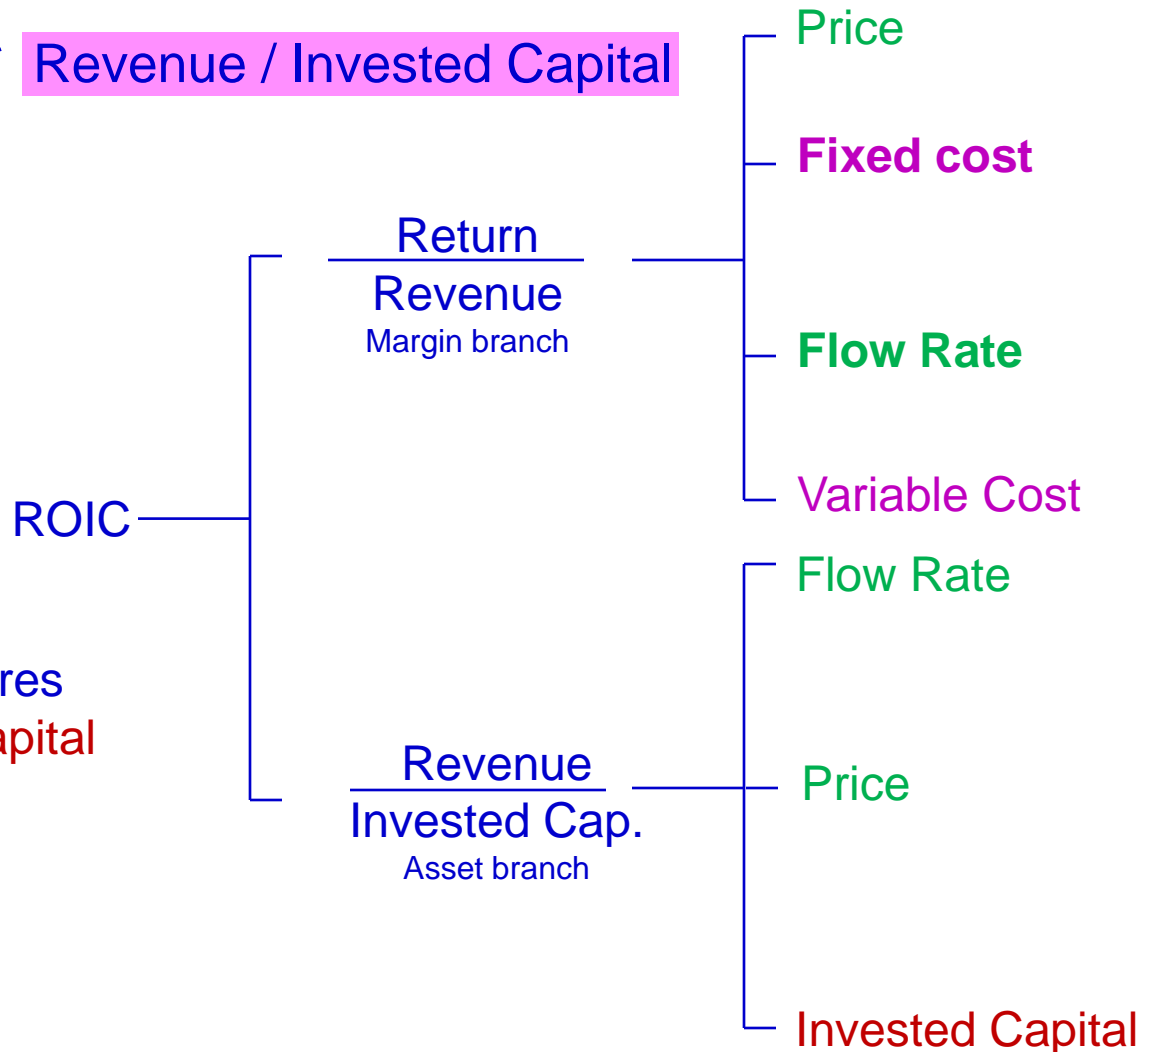 Revenue / Invested Capital
Price
Fixed cost
Return
Revenue
Margin branch
Flow Rate
Variable Cost
ROIC
Flow Rate
res
apital
Revenue
Invested Cap.
Asset branch
Price
Invested Capital